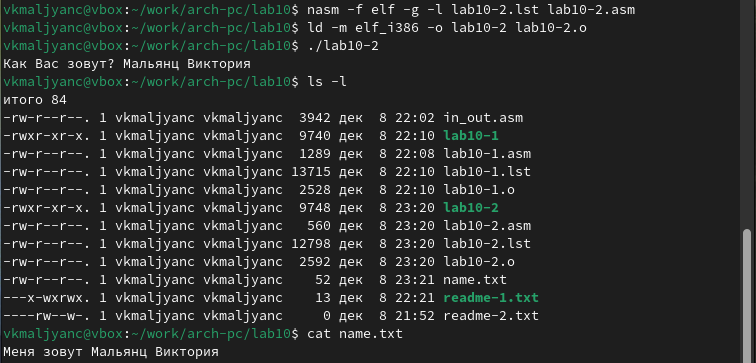 vkmaljyanc@vbox:~/work/arch-pc/lab10$ nasm -f elf -g -l lab10-2.lst lab10-2.asm
vkmaljyanc@vbox:~/work/arch-pc/lab10$ ld -m elf_i386 -o lab10-2 lab10-2.o
vkmaljyanc@vbox:~/work/arch-pc/lab10$ ./lab10-2
Как Вас зовут? Мальянц Виктория
vkmaljyanc@vbox:~/work/arch-pc/lab10$ ls -l
итого 84
-rw-r--r--. 1 vkmaljyanc vkmaljyanc  3942 дек  8 22:02 in_out.asm
-rwxr-xr-x. 1 vkmaljyanc vkmaljyanc  9740 дек  8 22:10 lab10-1
-rw-r--r--. 1 vkmaljyanc vkmaljyanc  1289 дек  8 22:08 lab10-1.asm
-rw-r--r--. 1 vkmaljyanc vkmaljyanc 13715 дек  8 22:10 lab10-1.lst
-rw-r--r--. 1 vkmaljyanc vkmaljyanc  2528 дек  8 22:10 lab10-1.o
-rwxr-xr-x. 1 vkmaljyanc vkmaljyanc  9748 дек  8 23:20 lab10-2
-rw-r--r--. 1 vkmaljyanc vkmaljyanc   560 дек  8 23:20 lab10-2.asm
-rw-r--r--. 1 vkmaljyanc vkmaljyanc 12798 дек  8 23:20 lab10-2.lst
-rw-r--r--. 1 vkmaljyanc vkmaljyanc  2592 дек  8 23:20 lab10-2.o
-rw-r--r--. 1 vkmaljyanc vkmaljyanc    52 дек  8 23:21 name.txt
---x-wxrwx. 1 vkmaljyanc vkmaljyanc    13 дек  8 22:21 readme-1.txt
----rw--w-. 1 vkmaljyanc vkmaljyanc     0 дек  8 21:52 readme-2.txt
vkmaljyanc@vbox:~/work/arch-pc/lab10$ cat name.txt
Меня зовут Мальянц Виктория